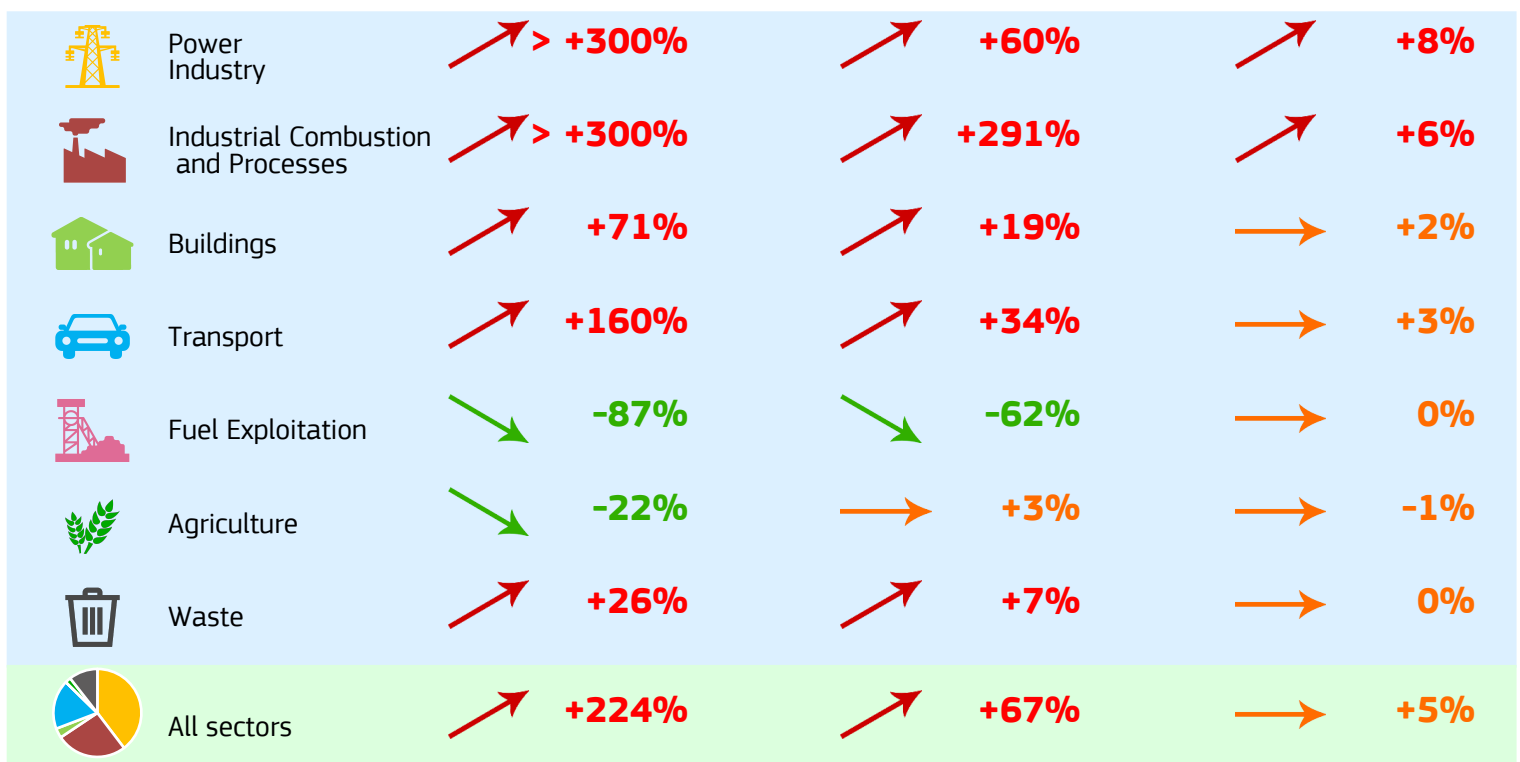 Power
Industry
> +300%
+60%
+8%
Industrial Combustion
and Processes
> +300%
+291%
+6%
Buildings
+71%
+19%
+2%
Transport
+160%
+34%
+3%
Fuel Exploitation
-87%
-62%
0%
Agriculture
-22%
+3%
-1%
Waste
+26%
+7%
0%
All sectors
+224%
+67%
+5%